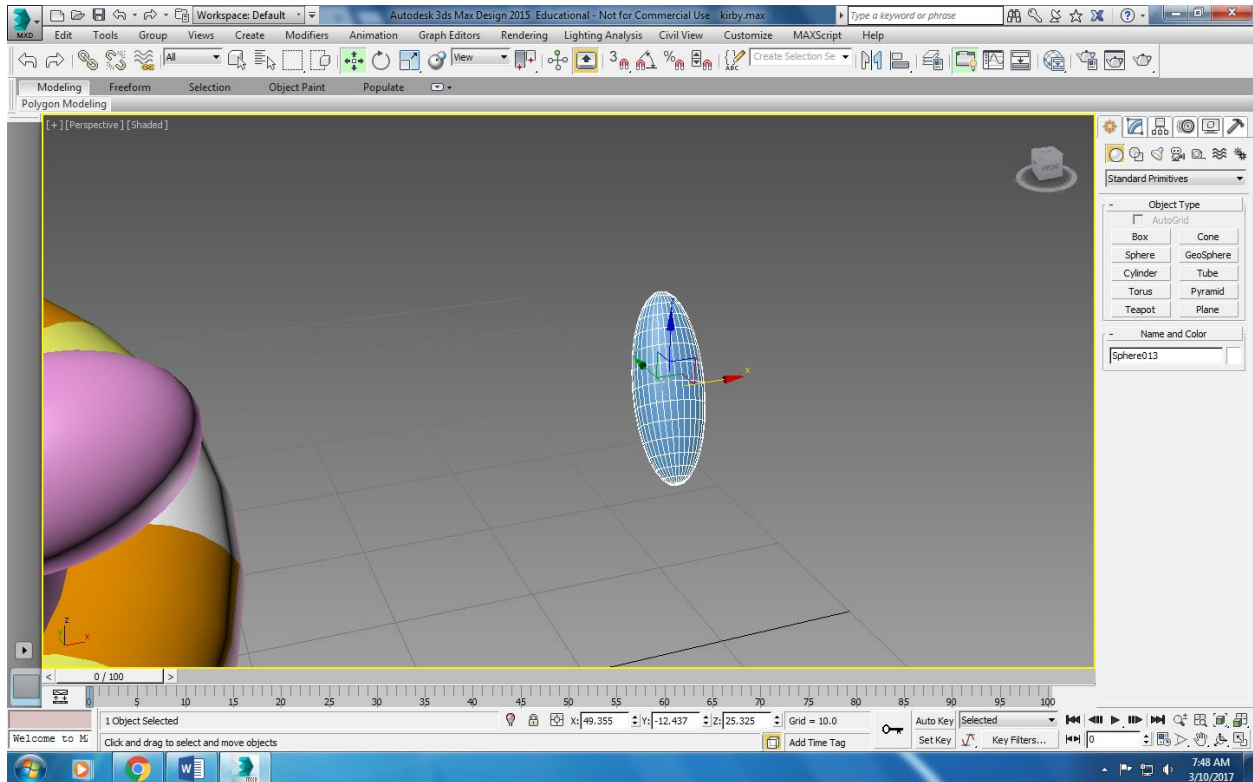 Workspace: Default
Autodesk 3ds Max Design 2015 Educational - Not for Commercial Use kirby.max
Type a keyword or phrase
MXD
Edit Tools Group Views Create Modifiers Animation Graph Editors Rendering Lighting Analysis Civil View Customize MAXScript Help
All
View
3
%
ABC
Create Selection Se
Modeling Freeform Selection Object Paint Populate
Polygon Modeling
[+] [Perspective] [Shaded]
FRONT
Standard Primitives
- Object Type
AutoGrid
Box Cone
Sphere GeoSphere
Cylinder Tube
Torus Pyramid
Teapot Plane
- Name and Color
Sphere013
x
z
x
< 0 / 100 >
0 5 10 15 20 25 30 35 40 45 50 55 60 65 70 75 80 85 90 95 100
1 Object Selected
X: 49.355 Y: -12.437 Z: 25.325 Grid = 10.0
Auto Key Selected
Welcome to M
Click and drag to select and move objects
Add Time Tag
Set Key Key Filters... 0
7:48 AM
3/10/2017